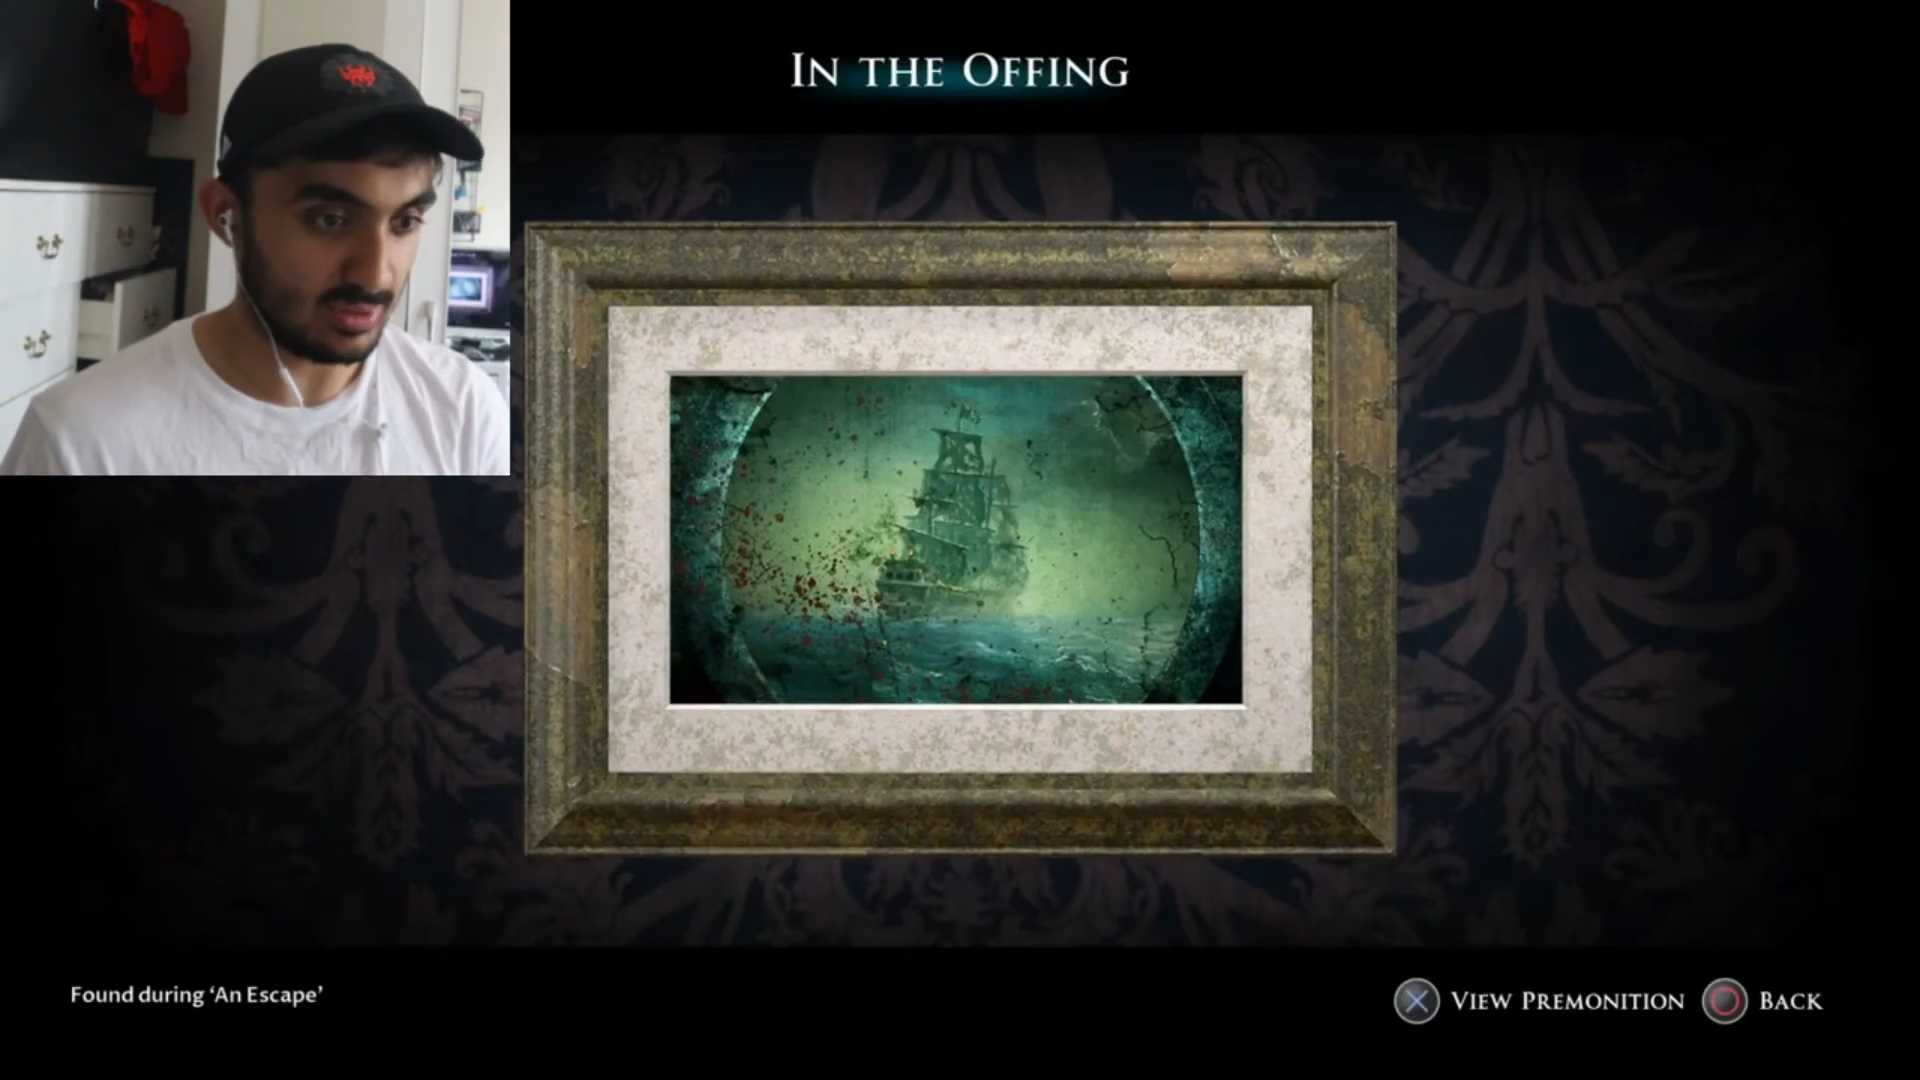 In the Offing
Found during ‘An Escape’
View Premonition
Back